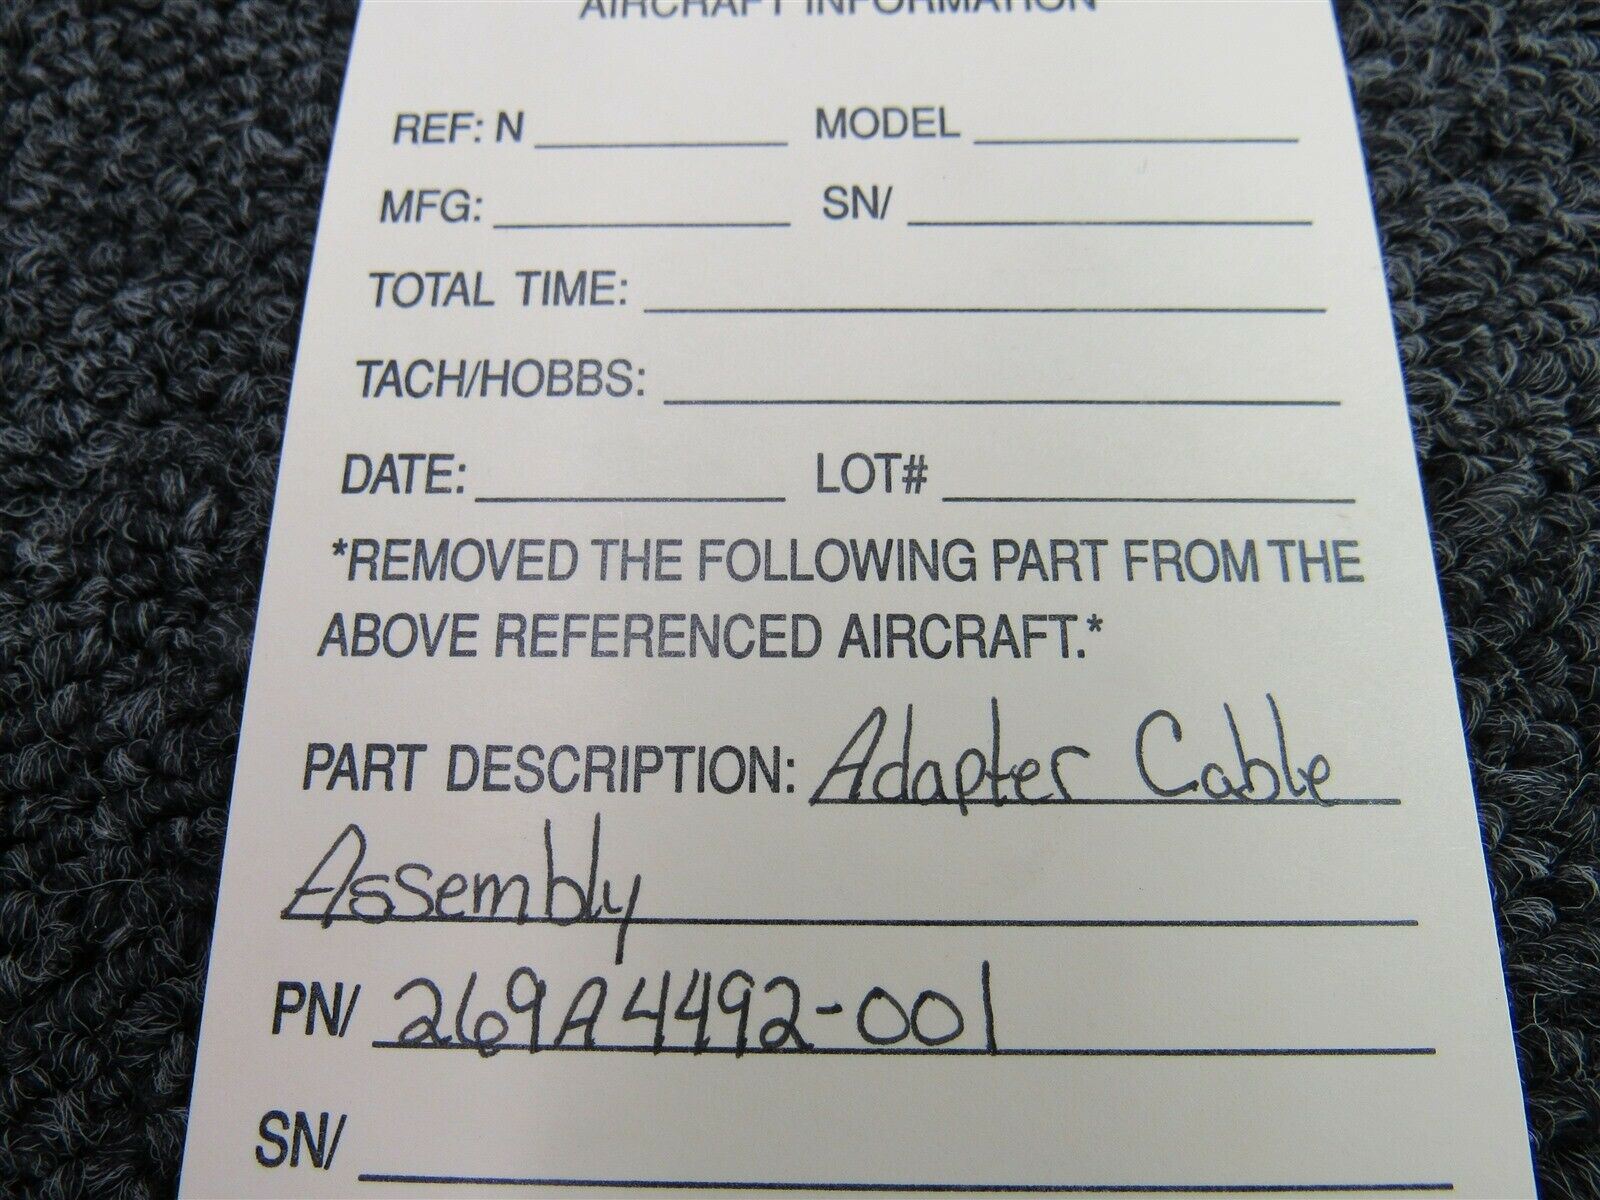 AIRCRAFT INFORMATION
REF: N MODEL
MFG: SN/
TOTAL TIME:
TACH/HOBBS:
DATE: LOT#
*REMOVED THE FOLLOWING PART FROM THE
ABOVE REFERENCED AIRCRAFT.*
PART DESCRIPTION: Adapter Cable
Assembly
PN/ 269A4492-001
SN/